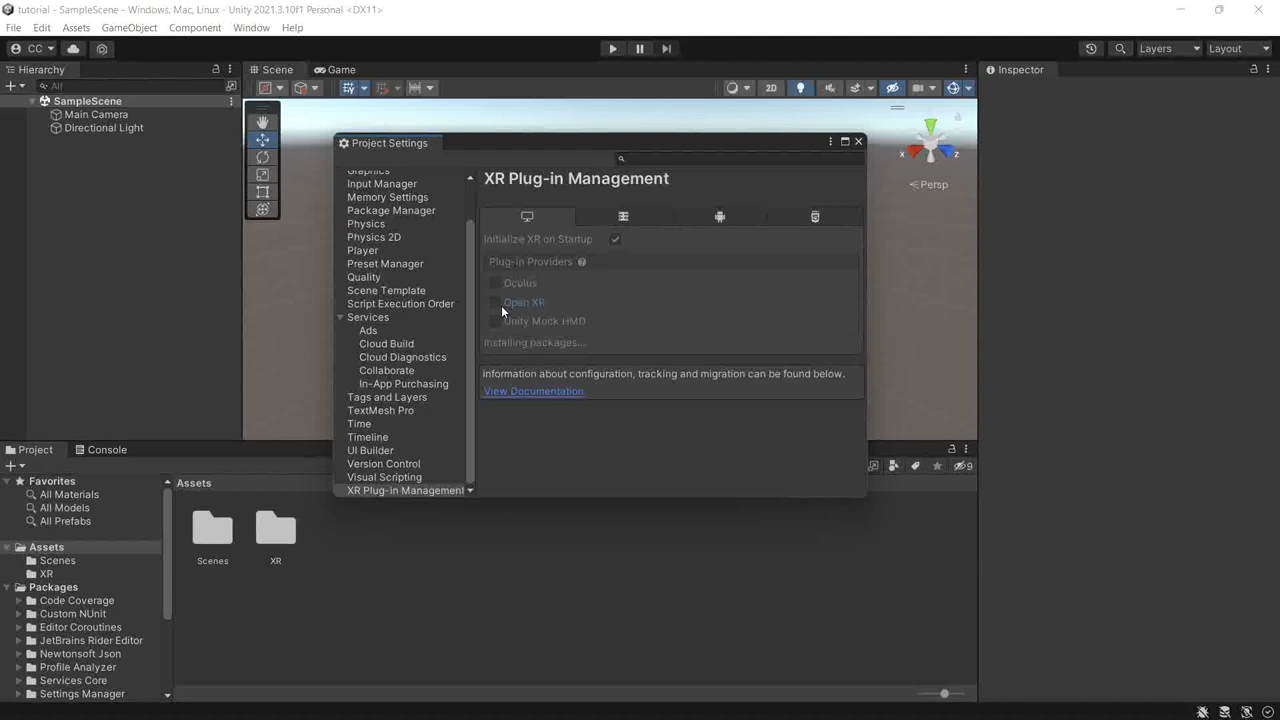 tutorial - SampleScene - Windows, Mac, Linux - Unity 2021.3.10f1 Personal <DX11>
File Edit Assets GameObject Component Window Help
CC Layers Layout
Hierarchy
All
SampleScene
Main Camera
Directional Light
Scene Game
2D
x z
Persp
Inspector
Project Settings
Graphics
Input Manager
Memory Settings
Package Manager
Physics
Physics 2D
Player
Preset Manager
Quality
Scene Template
Script Execution Order
Services
Ads
Cloud Build
Cloud Diagnostics
Collaborate
In-App Purchasing
Tags and Layers
TextMesh Pro
Time
Timeline
UI Builder
Version Control
Visual Scripting
XR Plug-in Management
XR Plug-in Management
Initialize XR on Startup
Plug-in Providers
Oculus
Open XR
Unity Mock HMD
Installing packages...
Information about configuration, tracking and migration can be found below.
View Documentation
Project Console
9
Favorites
All Materials
All Models
All Prefabs
Assets
Scenes
XR
Packages
Code Coverage
Custom NUnit
Editor Coroutines
JetBrains Rider Editor
Newtonsoft Json
Profile Analyzer
Services Core
Settings Manager
Assets
Scenes
XR